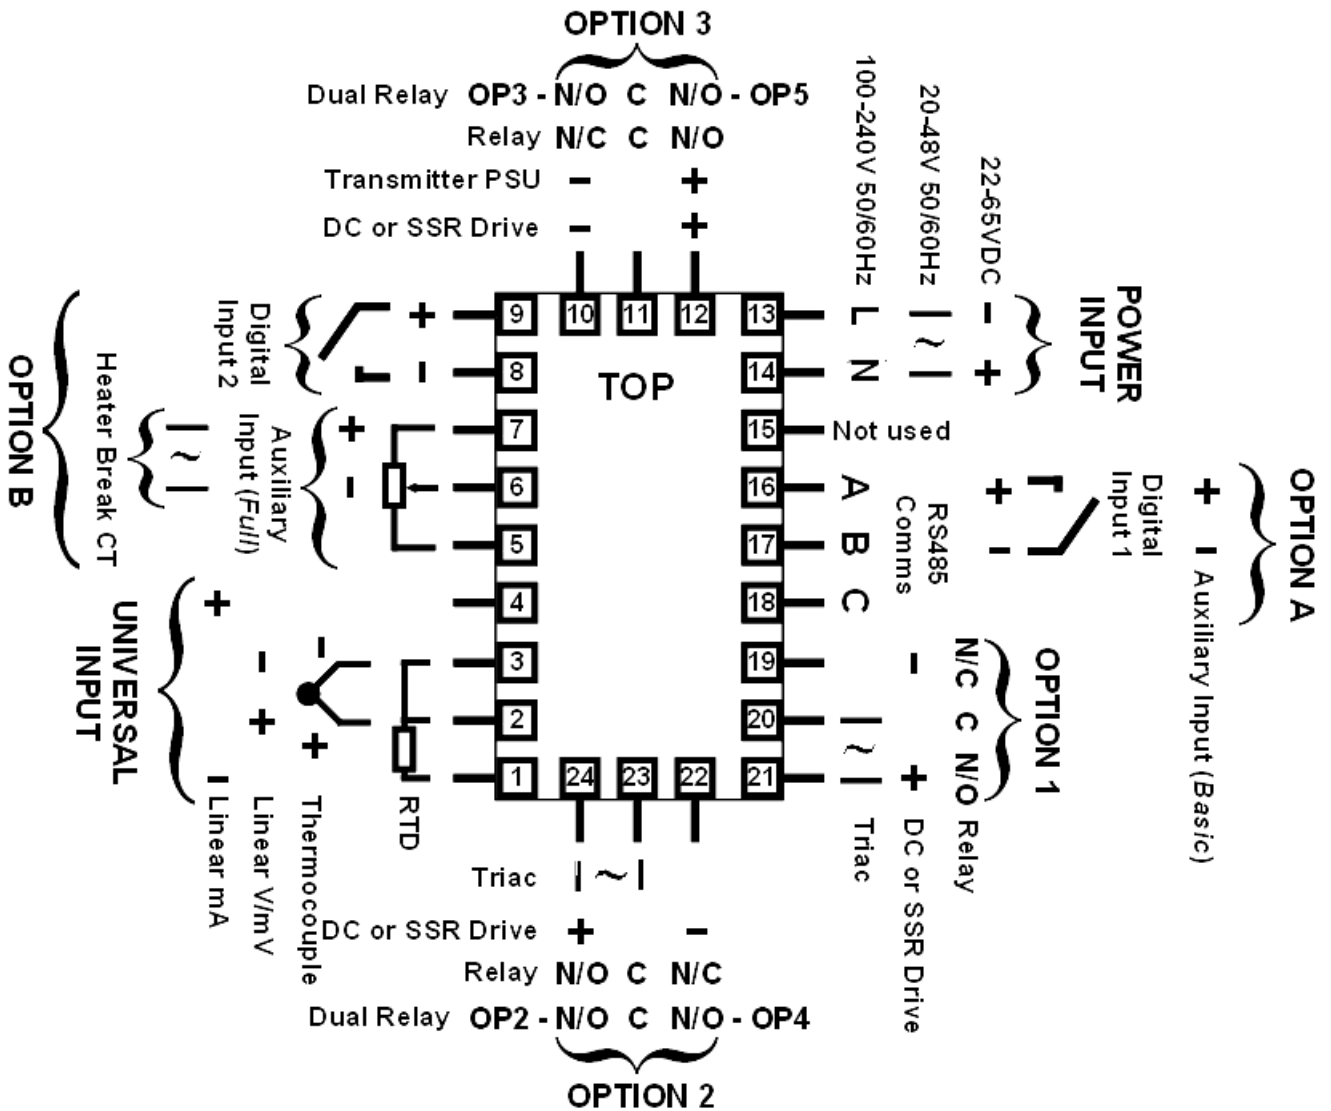 OPTION 3
Dual Relay OP3 - N/O C N/O - OP5
Relay N/C C N/O
Transmitter PSU - +
DC or SSR Drive - +
100-240V 50/60Hz
20-48V 50/60Hz
22-65VDC
L ~ -
N +
POWER
INPUT
9 10 11 12 13
8 TOP 14
7 15 Not used
6 16 A
5 17 B
4 18 C
3 19
2 20
1 24 23 22 21
OPTION B
Digital
Input 2
+
-
Heater Break CT
~
Auxiliary
Input (Full)
+
-
UNIVERSAL
INPUT
+
-
Linear mA
-
+
Linear V/mV
-
+
Thermocouple
RTD
RS485
Comms
+
-
Digital
Input 1
+
-
Auxiliary Input (Basic)
OPTION A
OPTION 1
N/C C N/O Relay
-
+
DC or SSR Drive
~
Triac
Triac ~
DC or SSR Drive + -
Relay N/O C N/C
Dual Relay OP2 - N/O C N/O - OP4
OPTION 2